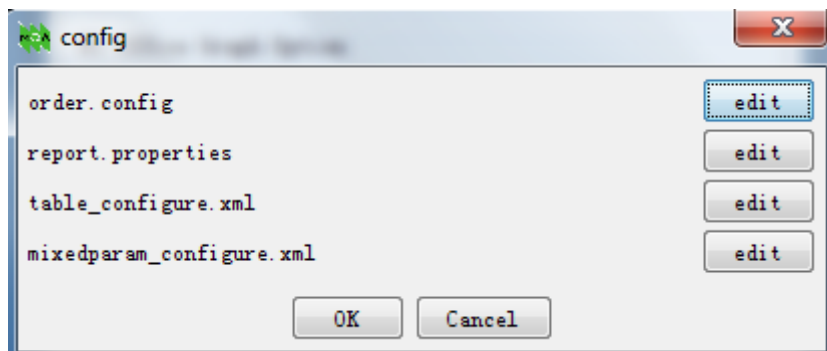 config
order.config
edit
report.properties
edit
table_configure.xml
edit
mixedparam_configure.xml
edit
OK
Cancel